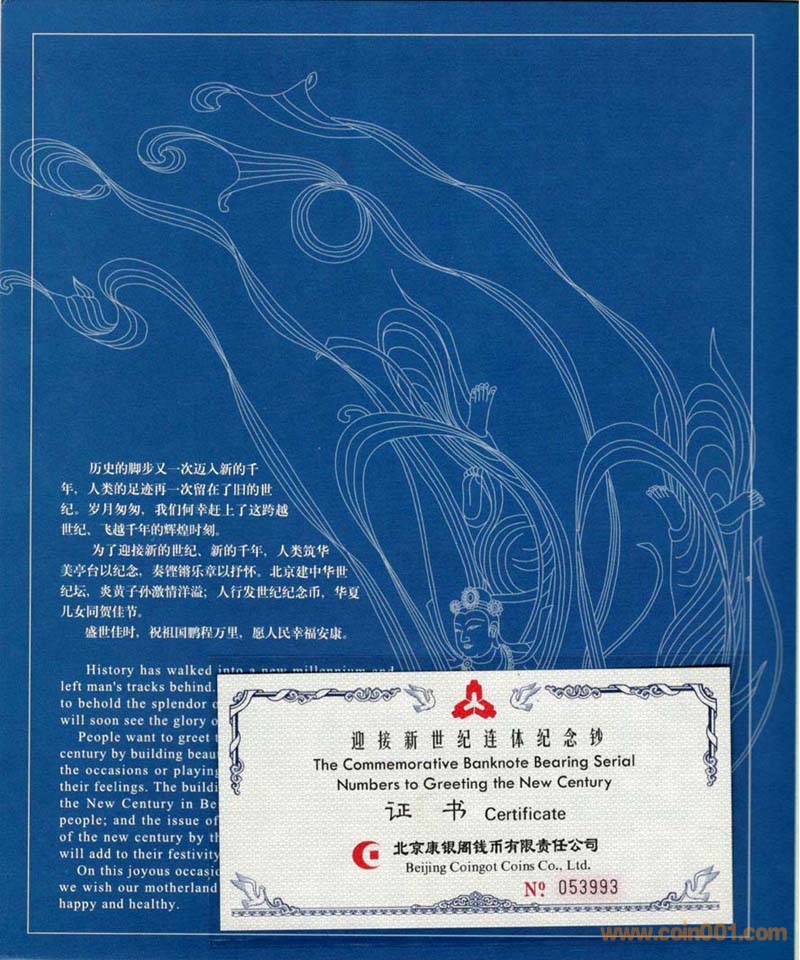 历史的脚步又一次迈入新的千
年，人类的足迹再一次留在了旧的世
纪。岁月匆匆，我们何幸赶上了这跨越
世纪、飞越千年的辉煌时刻。
为了迎接新的世纪、新的千年，人类筑华
美亭台以纪念，奏铿锵乐章以抒怀。北京建中华世
纪坛，炎黄子孙激情洋溢；人行发世纪纪念币，华夏
儿女同贺佳节。
盛世佳时，祝祖国鹏程万里，愿人民幸福安康。
History has walked into a new millennium and
left man's tracks behind.
to behold the splendor
will soon see the glory
People want to greet
century by building
the occasions or playing
their feelings. The
the New Century in
people; and the issue of
of the new century by
will add to their festivity
On this joyous
we wish our motherland
happy and healthy.
迎接新世纪连体纪念钞
The Commemorative Banknote Bearing Serial
Numbers to Greeting the New Century
证书 Certificate
北京康银阁钱币有限责任公司
Beijing Coingot Coins Co., Ltd.
Nº 053993
www.coin001.com